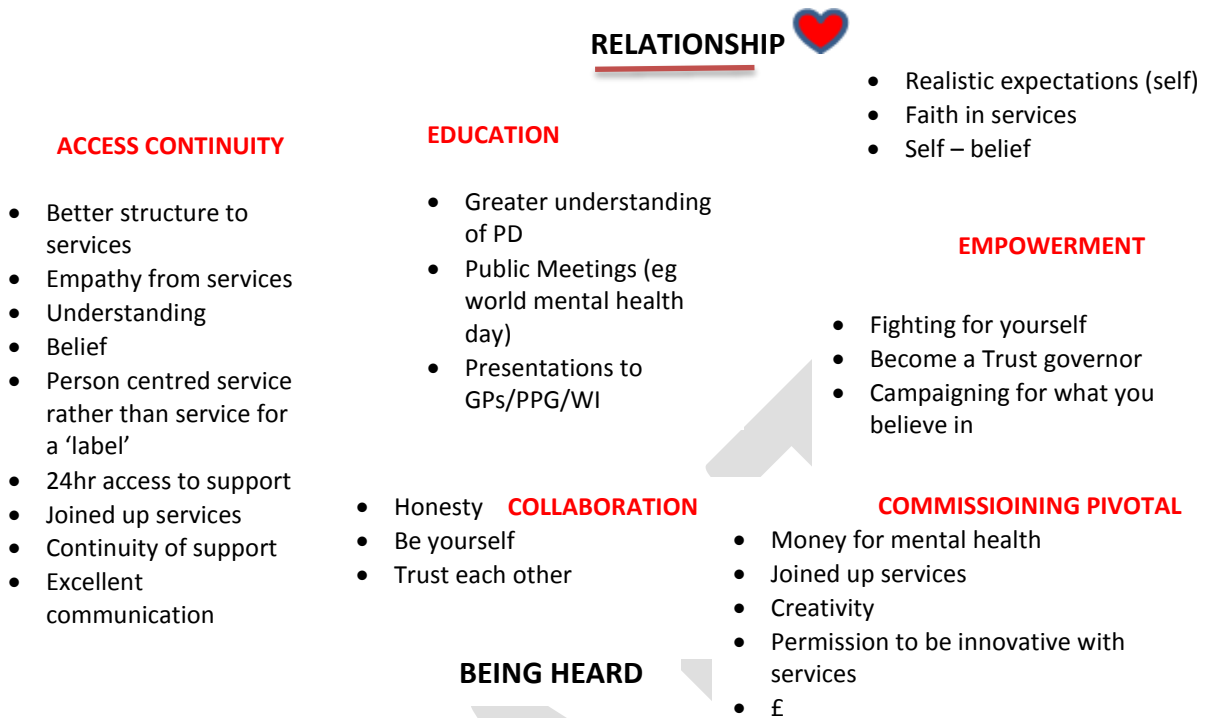 RELATIONSHIP
• Realistic expectations (self)
• Faith in services
• Self – belief
ACCESS CONTINUITY
• Better structure to
services
• Empathy from services
• Understanding
• Belief
• Person centred service
rather than service for
a ‘label’
• 24hr access to support
• Joined up services
• Continuity of support
• Excellent
communication
EDUCATION
• Greater understanding
of PD
• Public Meetings (eg
world mental health
day)
• Presentations to
GPs/PPG/WI
EMPOWERMENT
• Fighting for yourself
• Become a Trust governor
• Campaigning for what you
believe in
• Honesty COLLABORATION
• Be yourself
• Trust each other
COMMISSIOINING PIVOTAL
• Money for mental health
• Joined up services
• Creativity
• Permission to be innovative with
services
• £
BEING HEARD